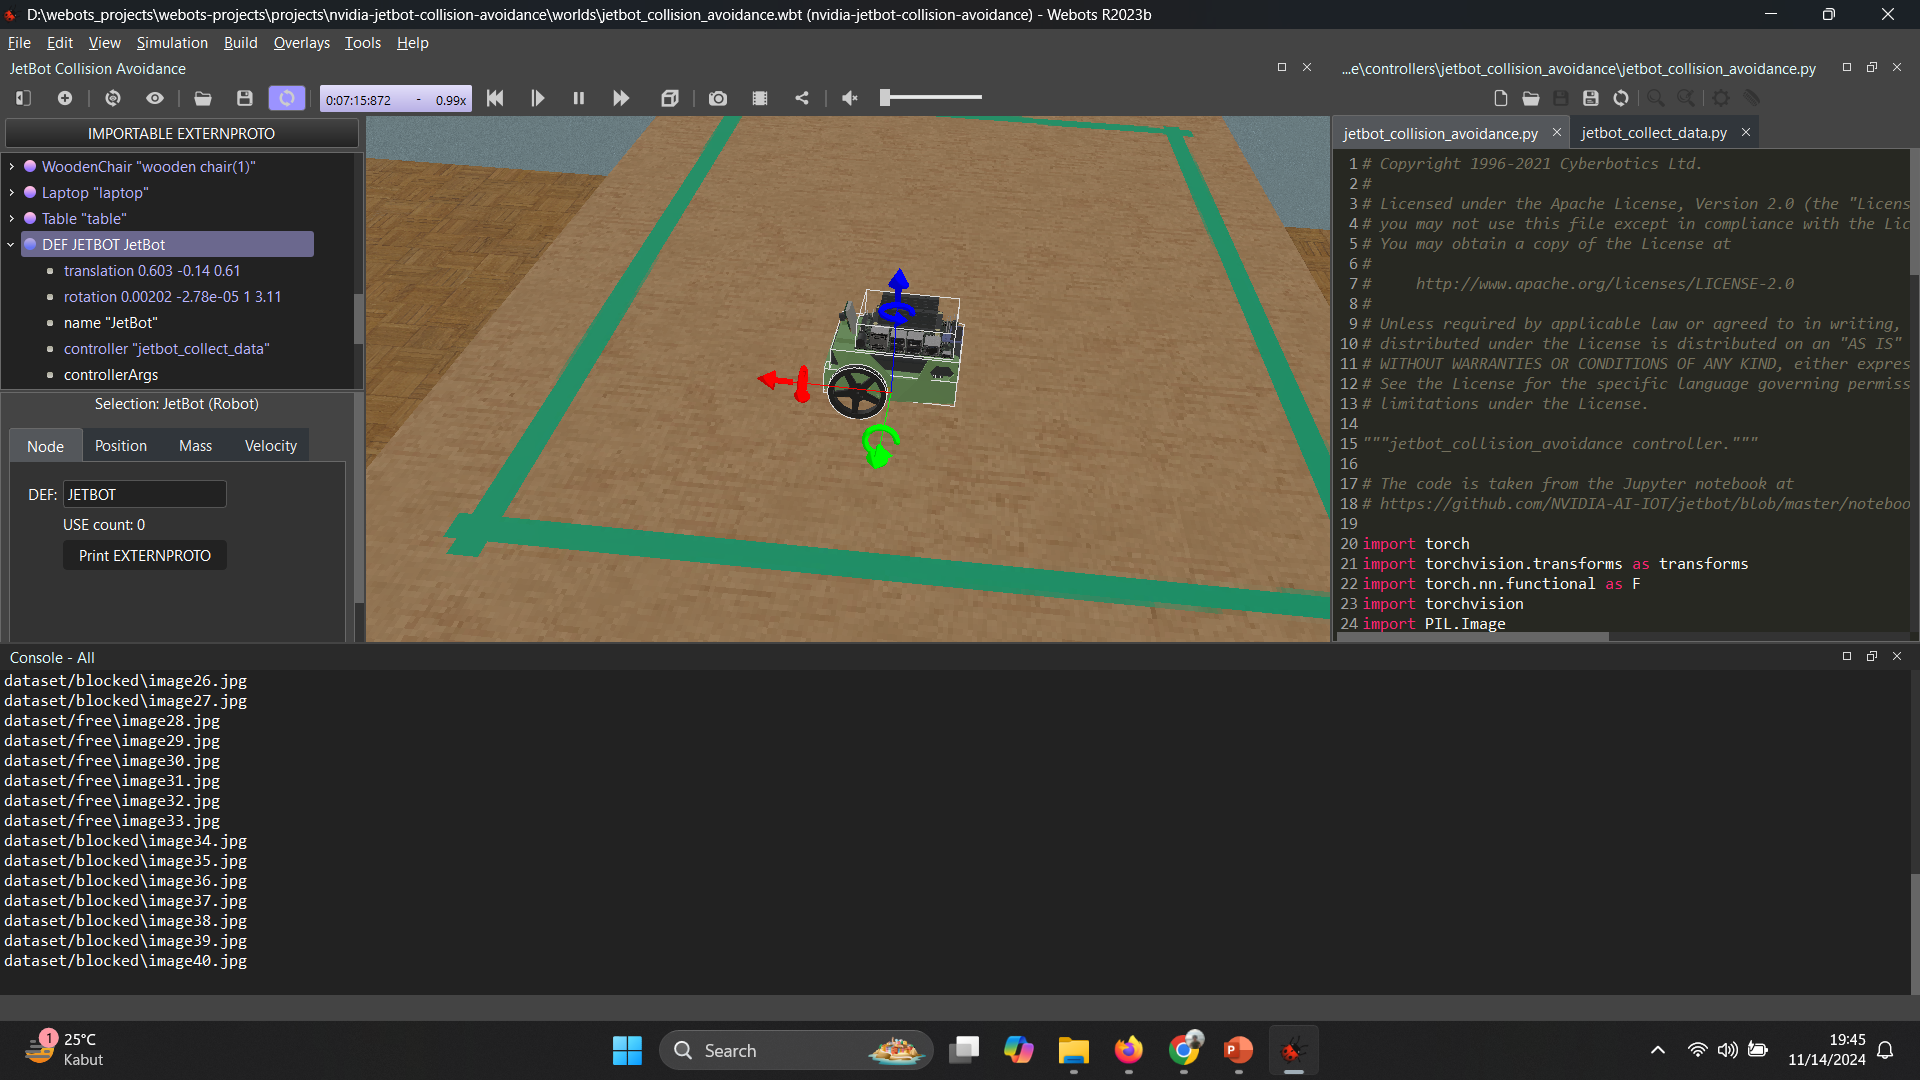 D:\webots_projects\webots-projects\projects\nvidia-jetbot-collision-avoidance\worlds\jetbot_collision_avoidance.wbt (nvidia-jetbot-collision-avoidance) - Webots R2023b
File Edit View Simulation Build Overlays Tools Help
JetBot Collision Avoidance
...e\controllers\jetbot_collision_avoidance\jetbot_collision_avoidance.py
0:07:15:872 - 0.99x
IMPORTABLE EXTERNPROTO
WoodenChair "wooden chair(1)"
Laptop "laptop"
Table "table"
DEF JETBOT JetBot
translation 0.603 -0.14 0.61
rotation 0.00202 -2.78e-05 1 3.11
name "JetBot"
controller "jetbot_collect_data"
controllerArgs
Selection: JetBot (Robot)
Node Position Mass Velocity
DEF: JETBOT
USE count: 0
Print EXTERNPROTO
jetbot_collision_avoidance.py jetbot_collect_data.py
1 # Copyright 1996-2021 Cyberbotics Ltd.
2 #
3 # Licensed under the Apache License, Version 2.0 (the "Licens
4 # you may not use this file except in compliance with the Lic
5 # You may obtain a copy of the License at
6 #
7 # http://www.apache.org/licenses/LICENSE-2.0
8 #
9 # Unless required by applicable law or agreed to in writing,
10 # distributed under the License is distributed on an "AS IS"
11 # WITHOUT WARRANTIES OR CONDITIONS OF ANY KIND, either expres
12 # See the License for the specific language governing permiss
13 # limitations under the License.
14
15 """jetbot_collision_avoidance controller."""
16
17 # The code is taken from the Jupyter notebook at
18 # https://github.com/NVIDIA-AI-IOT/jetbot/blob/master/noteboo
19
20 import torch
21 import torchvision.transforms as transforms
22 import torch.nn.functional as F
23 import torchvision
24 import PIL.Image
Console - All
dataset/blocked\image26.jpg
dataset/blocked\image27.jpg
dataset/free\image28.jpg
dataset/free\image29.jpg
dataset/free\image30.jpg
dataset/free\image31.jpg
dataset/free\image32.jpg
dataset/free\image33.jpg
dataset/blocked\image34.jpg
dataset/blocked\image35.jpg
dataset/blocked\image36.jpg
dataset/blocked\image37.jpg
dataset/blocked\image38.jpg
dataset/blocked\image39.jpg
dataset/blocked\image40.jpg
1
25°C
Kabut
Search
P
19:45
11/14/2024